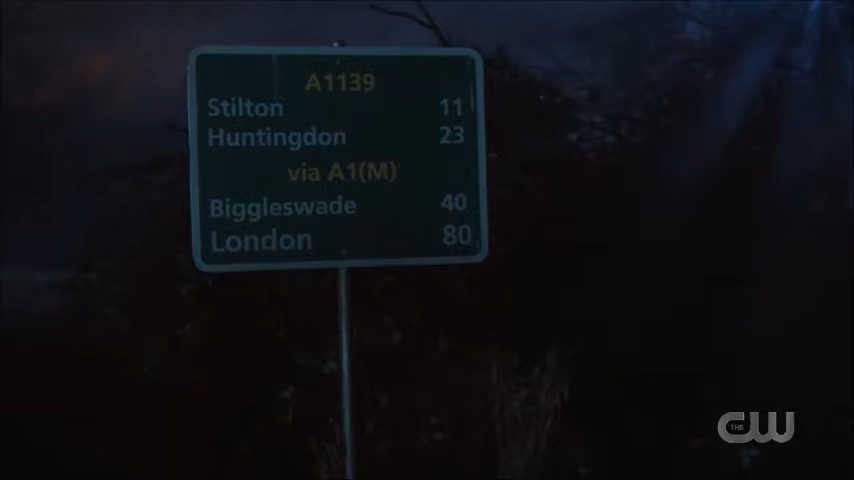 A1139
Stilton 11
Huntingdon 23
via A1(M)
Biggleswade 40
London 80
THE CW